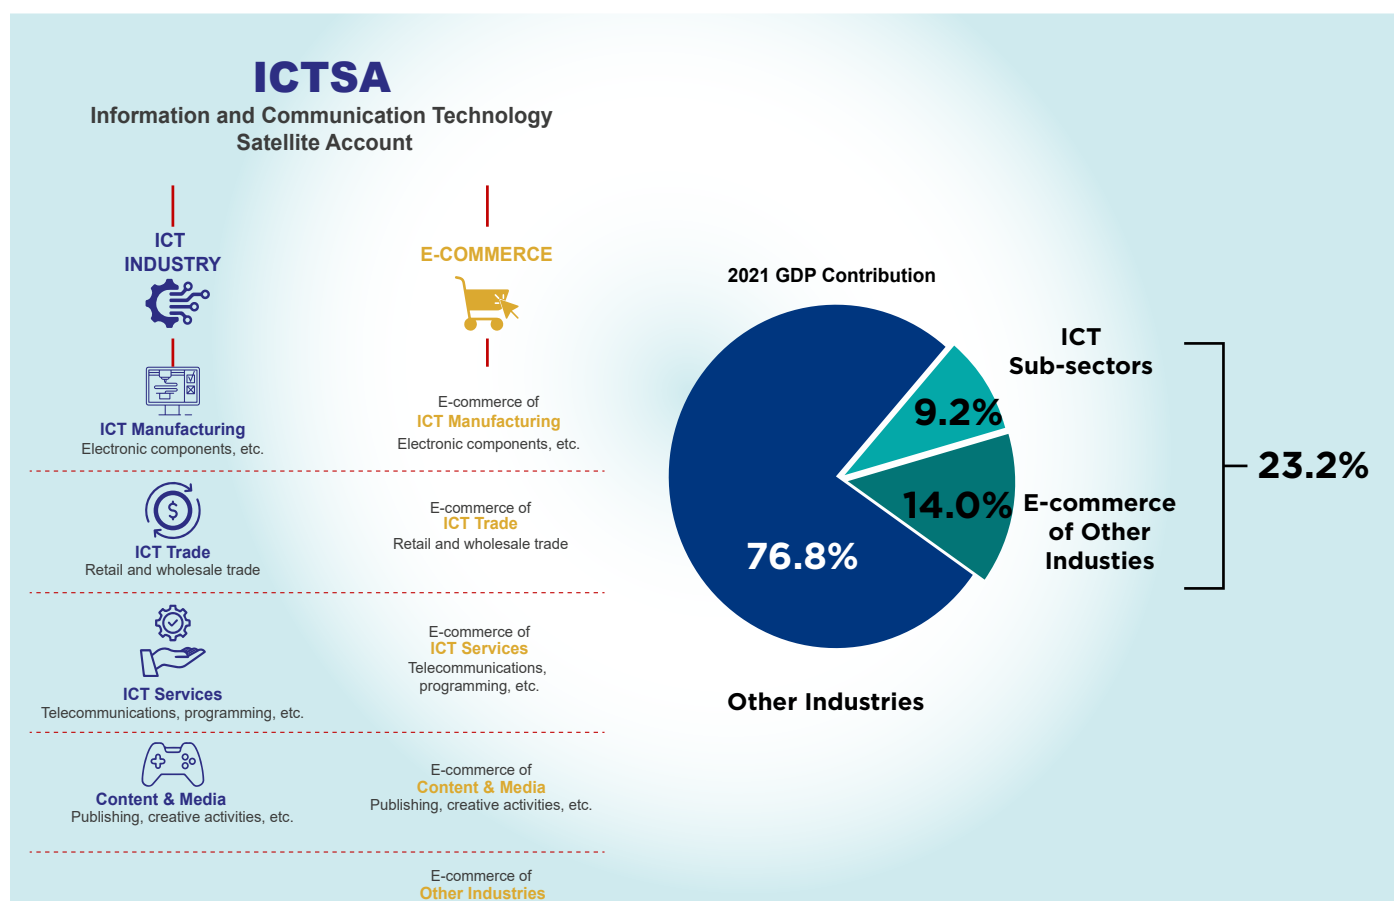 ICTSA
Information and Communication Technology
Satellite Account
ICT
INDUSTRY
ICT Manufacturing
Electronic components, etc.
ICT Trade
Retail and wholesale trade
ICT Services
Telecommunications, programming, etc.
Content & Media
Publishing, creative activities, etc.
E-COMMERCE
E-commerce of
ICT Manufacturing
Electronic components, etc.
E-commerce of
ICT Trade
Retail and wholesale trade
E-commerce of
ICT Services
Telecommunications,
programming, etc.
E-commerce of
Content & Media
Publishing, creative activities, etc.
E-commerce of
Other Industries
2021 GDP Contribution
ICT
Sub-sectors
9.2%
14.0%
E-commerce
of Other
Industies
23.2%
76.8%
Other Industries
$